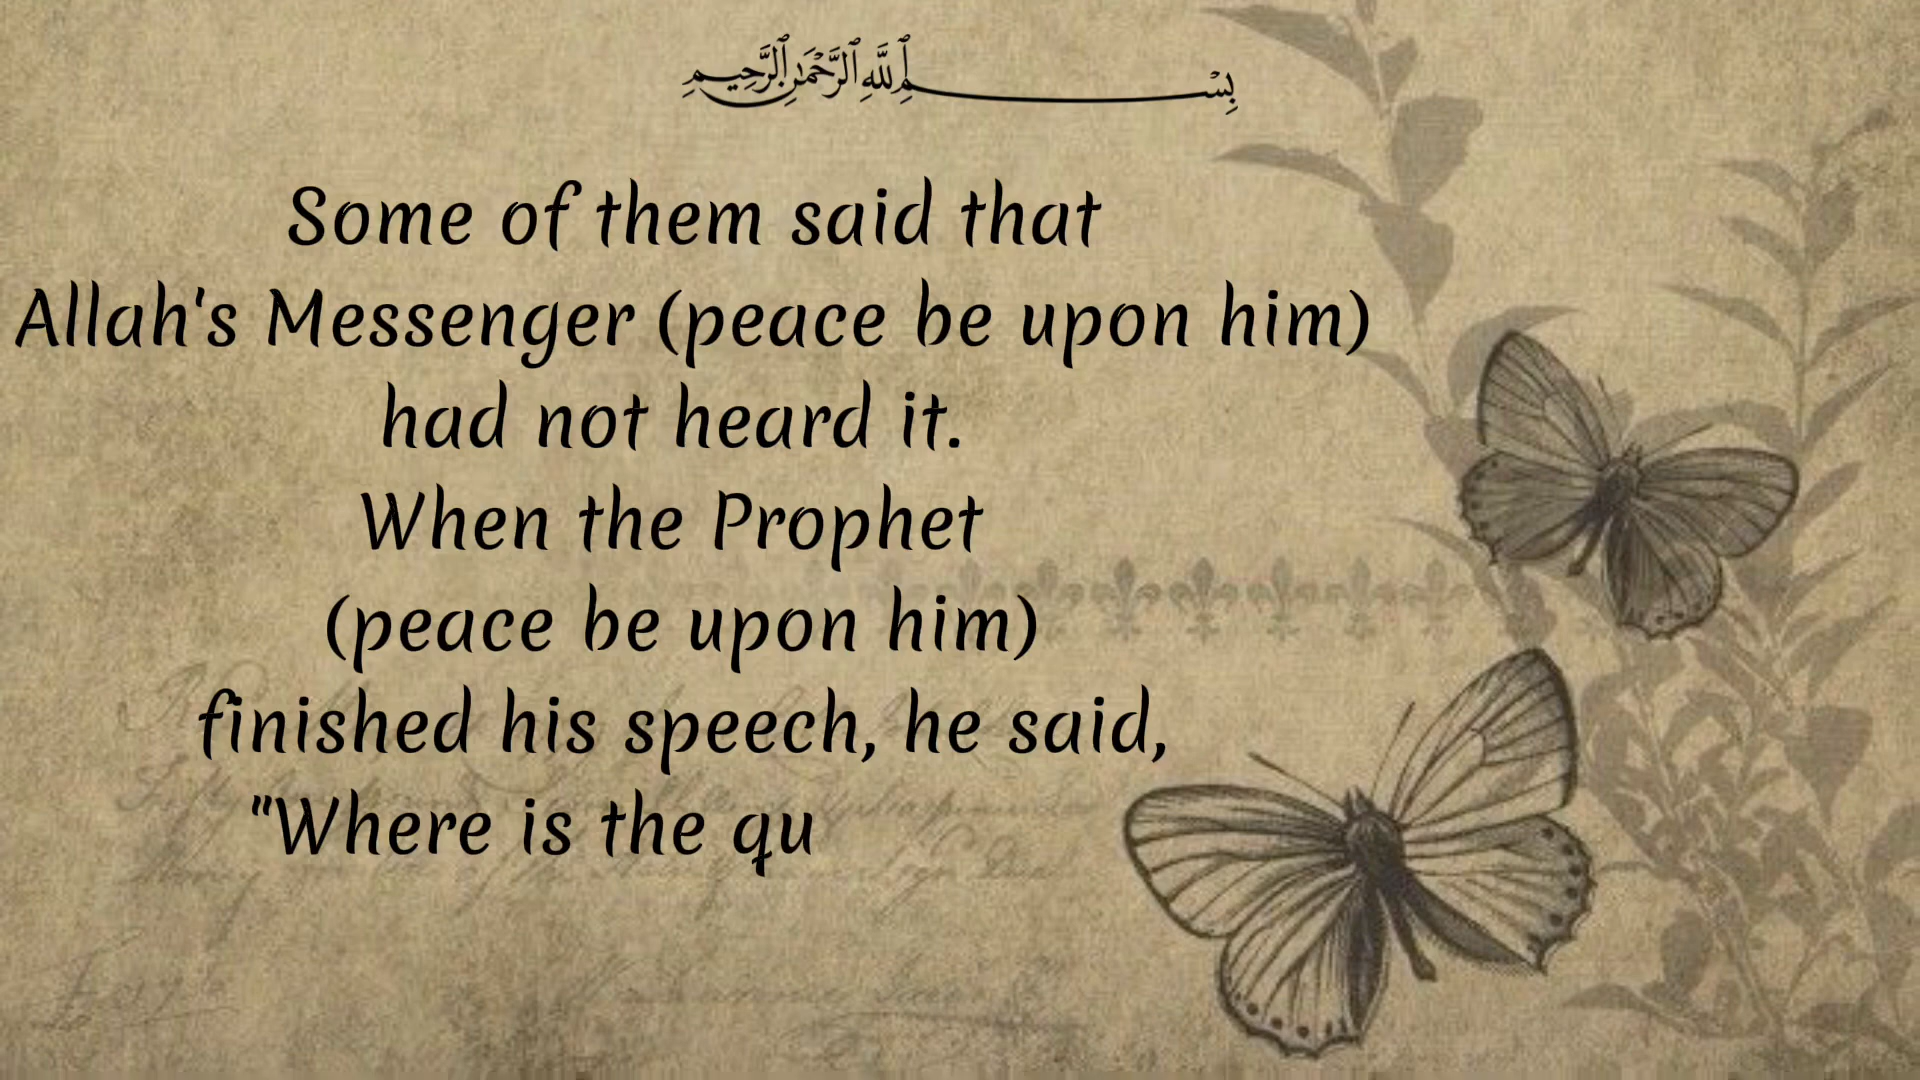 بِسْمِ ٱللَّهِ ٱلرَّحْمَٰنِ ٱلرَّحِيمِ
Some of them said that
Allah's Messenger (peace be upon him)
had not heard it.
When the Prophet
(peace be upon him)
finished his speech, he said,
"Where is the qu